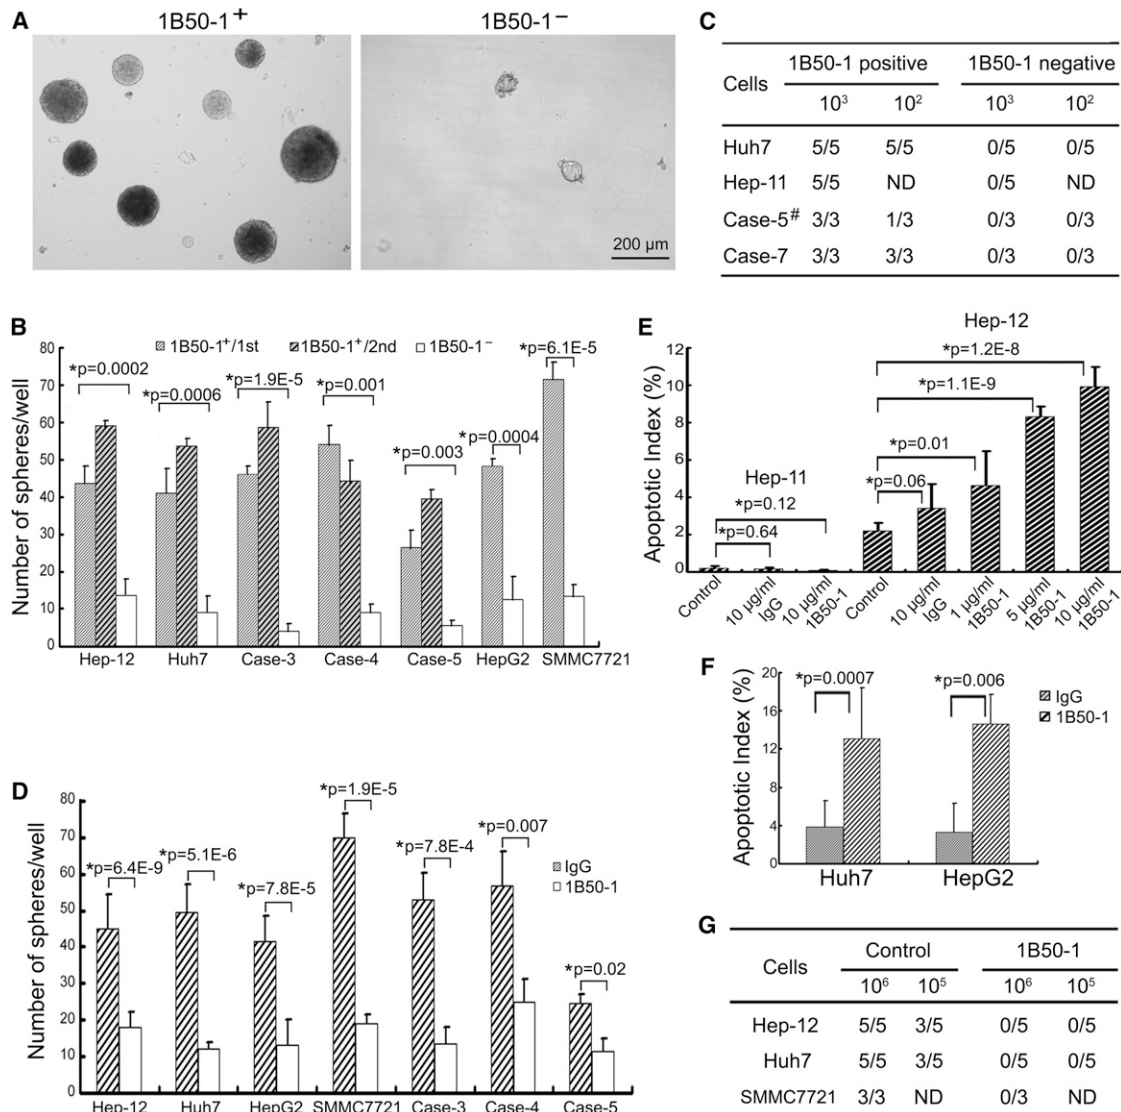 A
1B50-1+
1B50-1−
200 µm
B
1B50-1+/1st
1B50-1+/2nd
1B50-1−
Number of spheres/well
80
70
60
50
40
30
20
10
0
*p=0.0002
*p=0.0006
*p=1.9E-5
*p=0.001
*p=0.003
*p=0.0004
*p=6.1E-5
Hep-12 Huh7 Case-3 Case-4 Case-5 HepG2 SMMC7721
C
Cells 1B50-1 positive 1B50-1 negative
10³ 10² 10³ 10²
Huh7 5/5 5/5 0/5 0/5
Hep-11 5/5 ND 0/5 ND
Case-5# 3/3 1/3 0/3 0/3
Case-7 3/3 3/3 0/3 0/3
D
Number of spheres/well
80
70
60
50
40
30
20
10
0
*p=6.4E-9
*p=5.1E-6
*p=7.8E-5
*p=1.9E-5
*p=7.8E-4
*p=0.007
*p=0.02
IgG
1B50-1
Hep-12 Huh7 HepG2 SMMC7721 Case-3 Case-4 Case-5
E
Hep-12
Apoptotic Index (%)
12
10
8
6
4
2
0
Hep-11
*p=0.12
*p=0.64
*p=1.2E-8
*p=1.1E-9
*p=0.01
*p=0.06
Control
10 µg/ml
IgG
10 µg/ml
1B50-1
Control
10 µg/ml
IgG
1 µg/ml
1B50-1
5 µg/ml
1B50-1
10 µg/ml
1B50-1
F
Apoptotic Index (%)
20
16
12
8
4
0
*p=0.0007
*p=0.006
IgG
1B50-1
Huh7 HepG2
G
Cells Control 1B50-1
10⁶ 10⁵ 10⁶ 10⁵
Hep-12 5/5 3/5 0/5 0/5
Huh7 5/5 3/5 0/5 0/5
SMMC7721 3/3 ND 0/3 ND